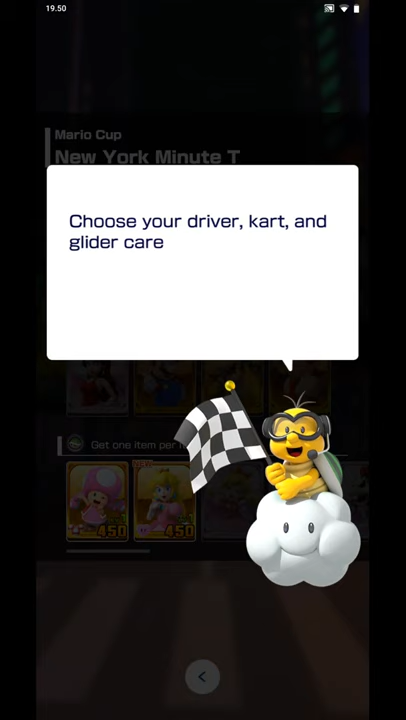 19.50
Mario Cup
New York Minute T
Choose your driver, kart, and
glider care
Get one item per
450
450